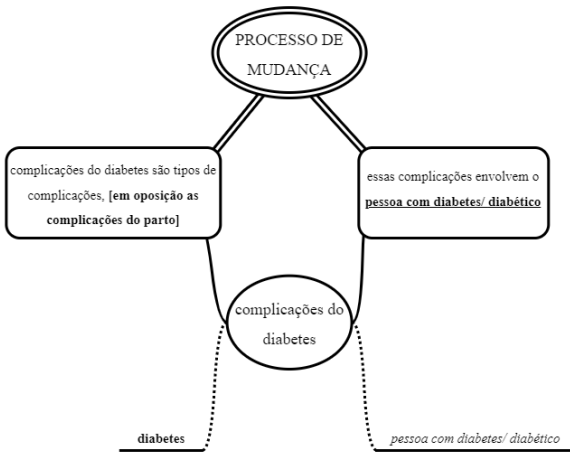 PROCESSO DE
MUDANÇA
complicações do diabetes são tipos de
complicações, [em oposição as
complicações do parto]
essas complicações envolvem o
pessoa com diabetes/ diabético
complicações do
diabetes
diabetes
pessoa com diabetes/ diabético